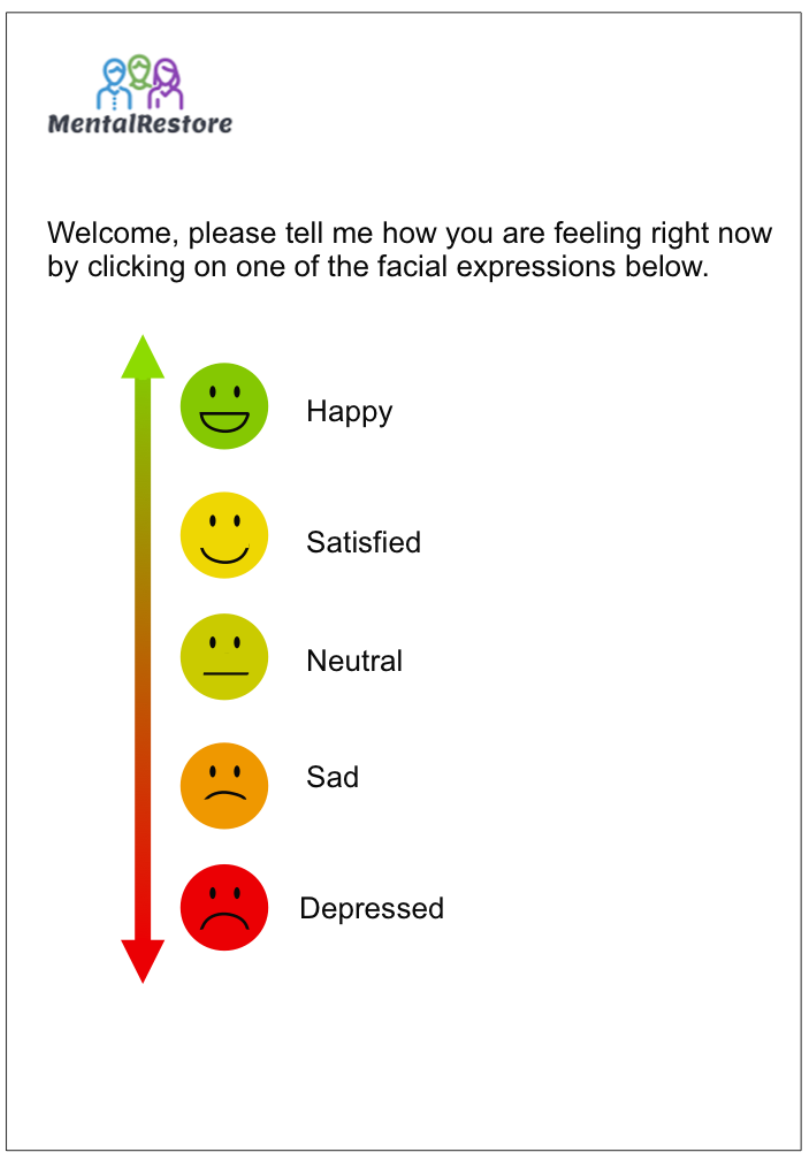 MentalRestore
Welcome, please tell me how you are feeling right now
by clicking on one of the facial expressions below.
Happy
Satisfied
Neutral
Sad
Depressed